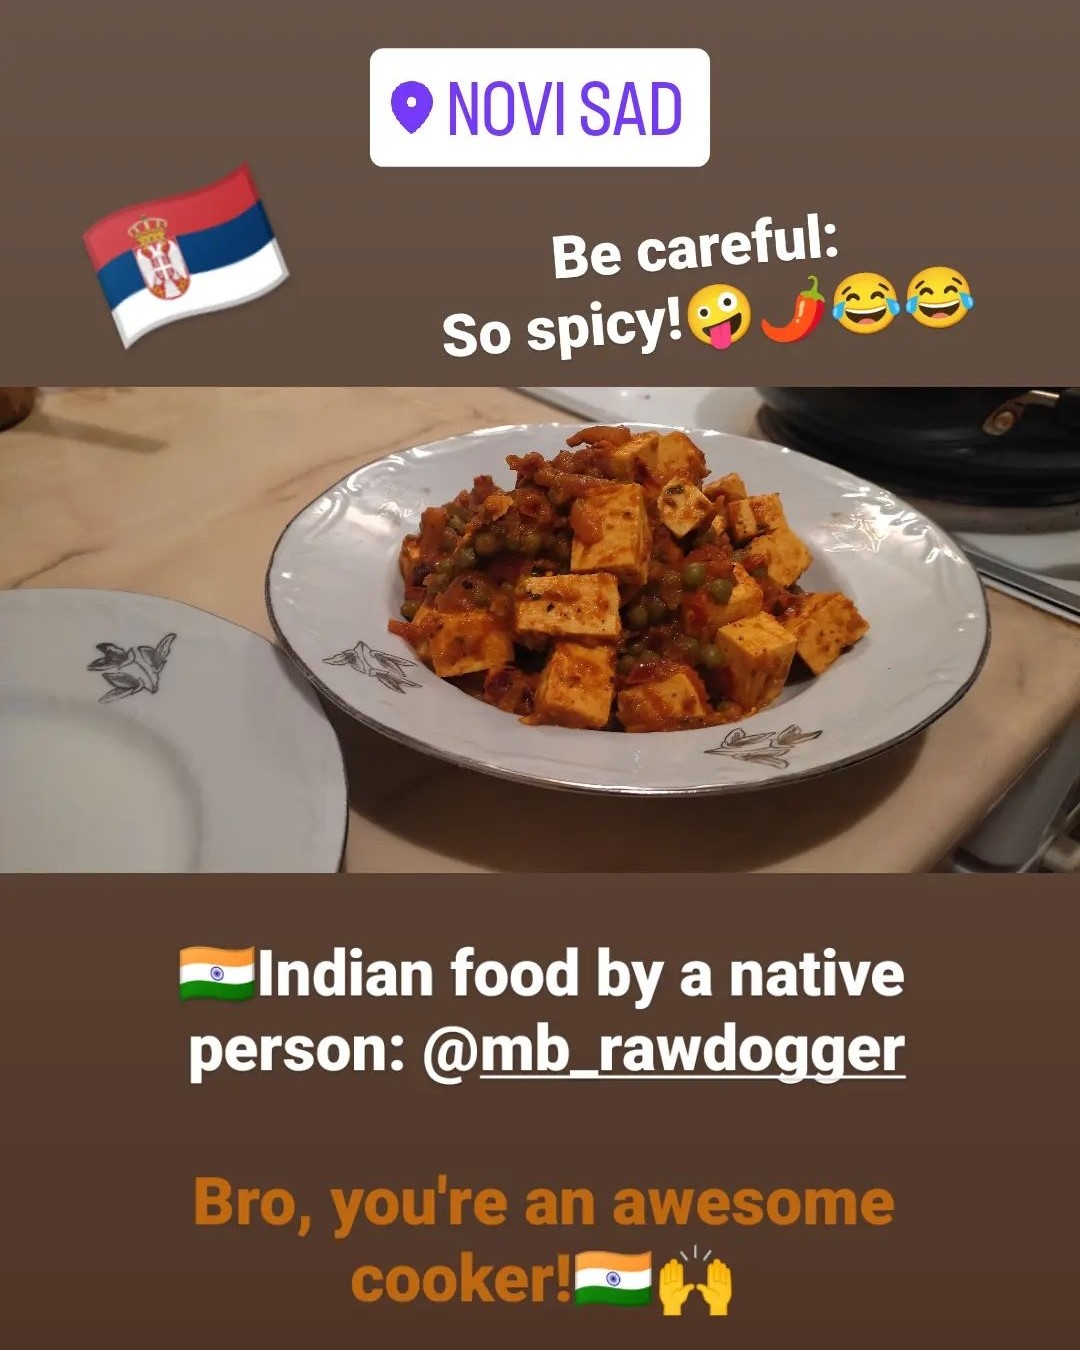 NOVI SAD
Be careful:
So spicy!🤪🌶️😂😂
🇮🇳Indian food by a native
person: @mb_rawdogger
Bro, you're an awesome
cooker!🇮🇳🙌